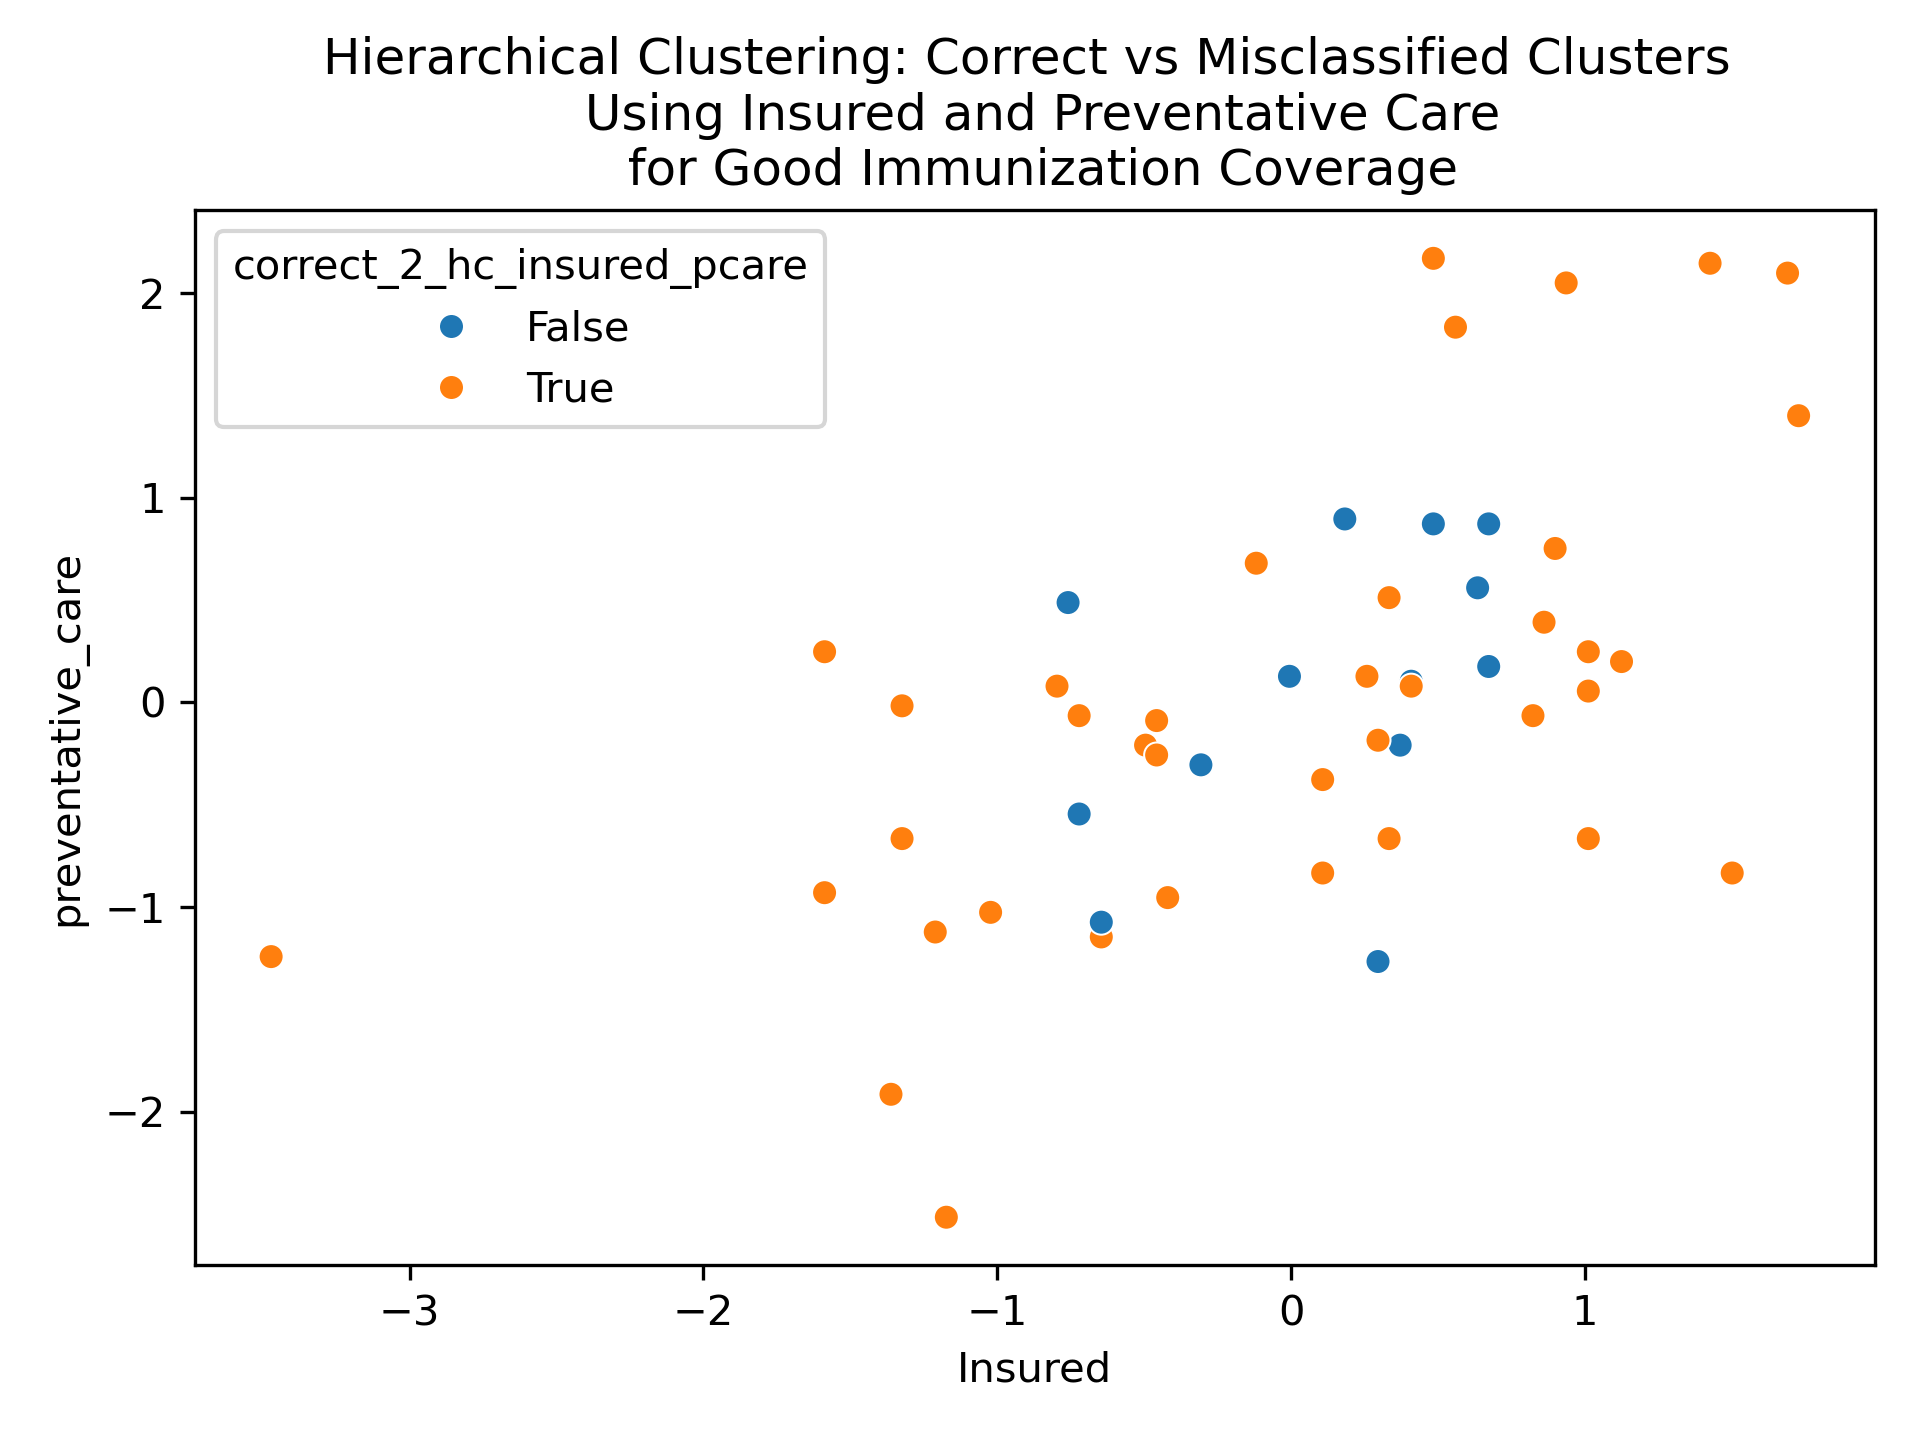 Hierarchical Clustering: Correct vs Misclassified Clusters
Using Insured and Preventative Care
for Good Immunization Coverage
correct_2_hc_insured_pcare
False
True
2
1
0
−1
−2
preventative_care
−3
−2
−1
0
1
Insured